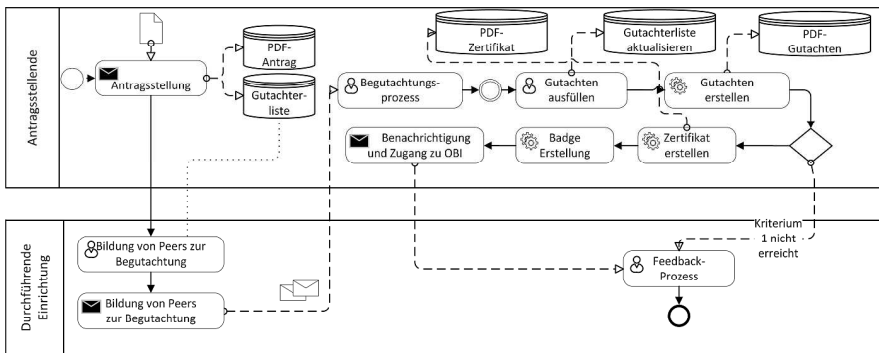 Antragsstellende
PDF-
Antrag
Gutachter-
liste
Antragsstellung
PDF-
Zertifikat
Gutachterliste
aktualisieren
PDF-
Gutachten
Begutachtungs-
prozess
Gutachten
ausfüllen
Gutachten
erstellen
Benachrichtigung
und Zugang zu OBI
Badge
Erstellung
Zertifikat
erstellen
Durchführende
Einrichtung
Bildung von Peers zur
Begutachtung
Bildung von Peers
zur Begutachtung
Kriterium
1 nicht
erreicht
Feedback-
Prozess